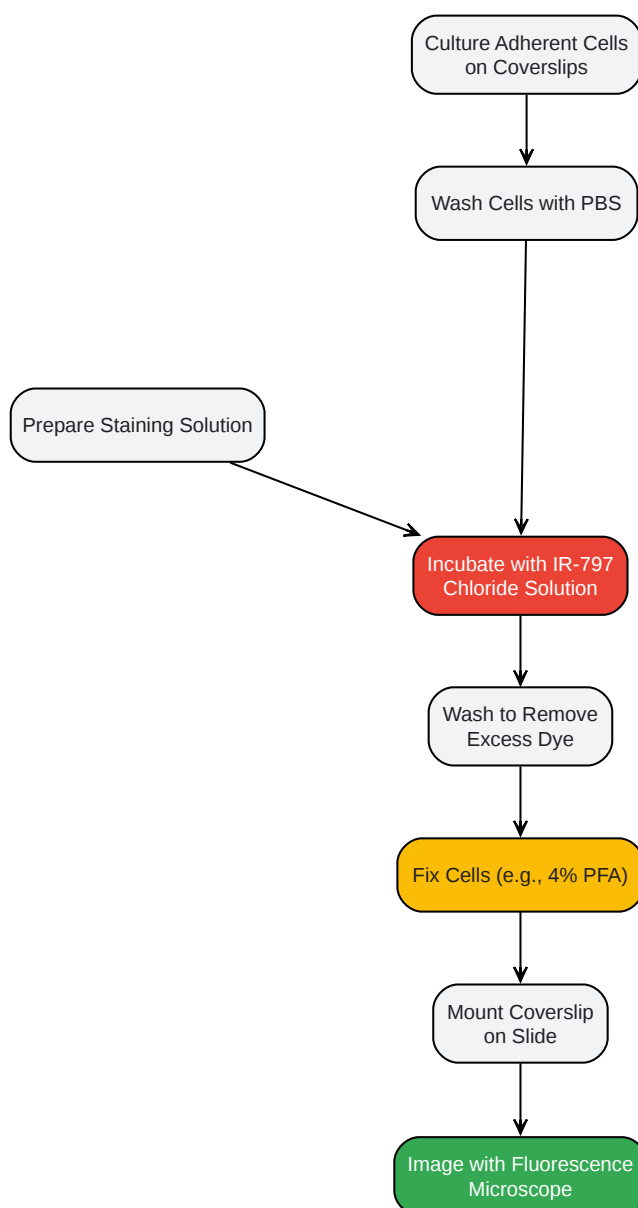 Culture Adherent Cells
on Coverslips
Wash Cells with PBS
Prepare Staining Solution
Incubate with IR-797
Chloride Solution
Wash to Remove
Excess Dye
Fix Cells (e.g., 4% PFA)
Mount Coverslip
on Slide
Image with Fluorescence
Microscope